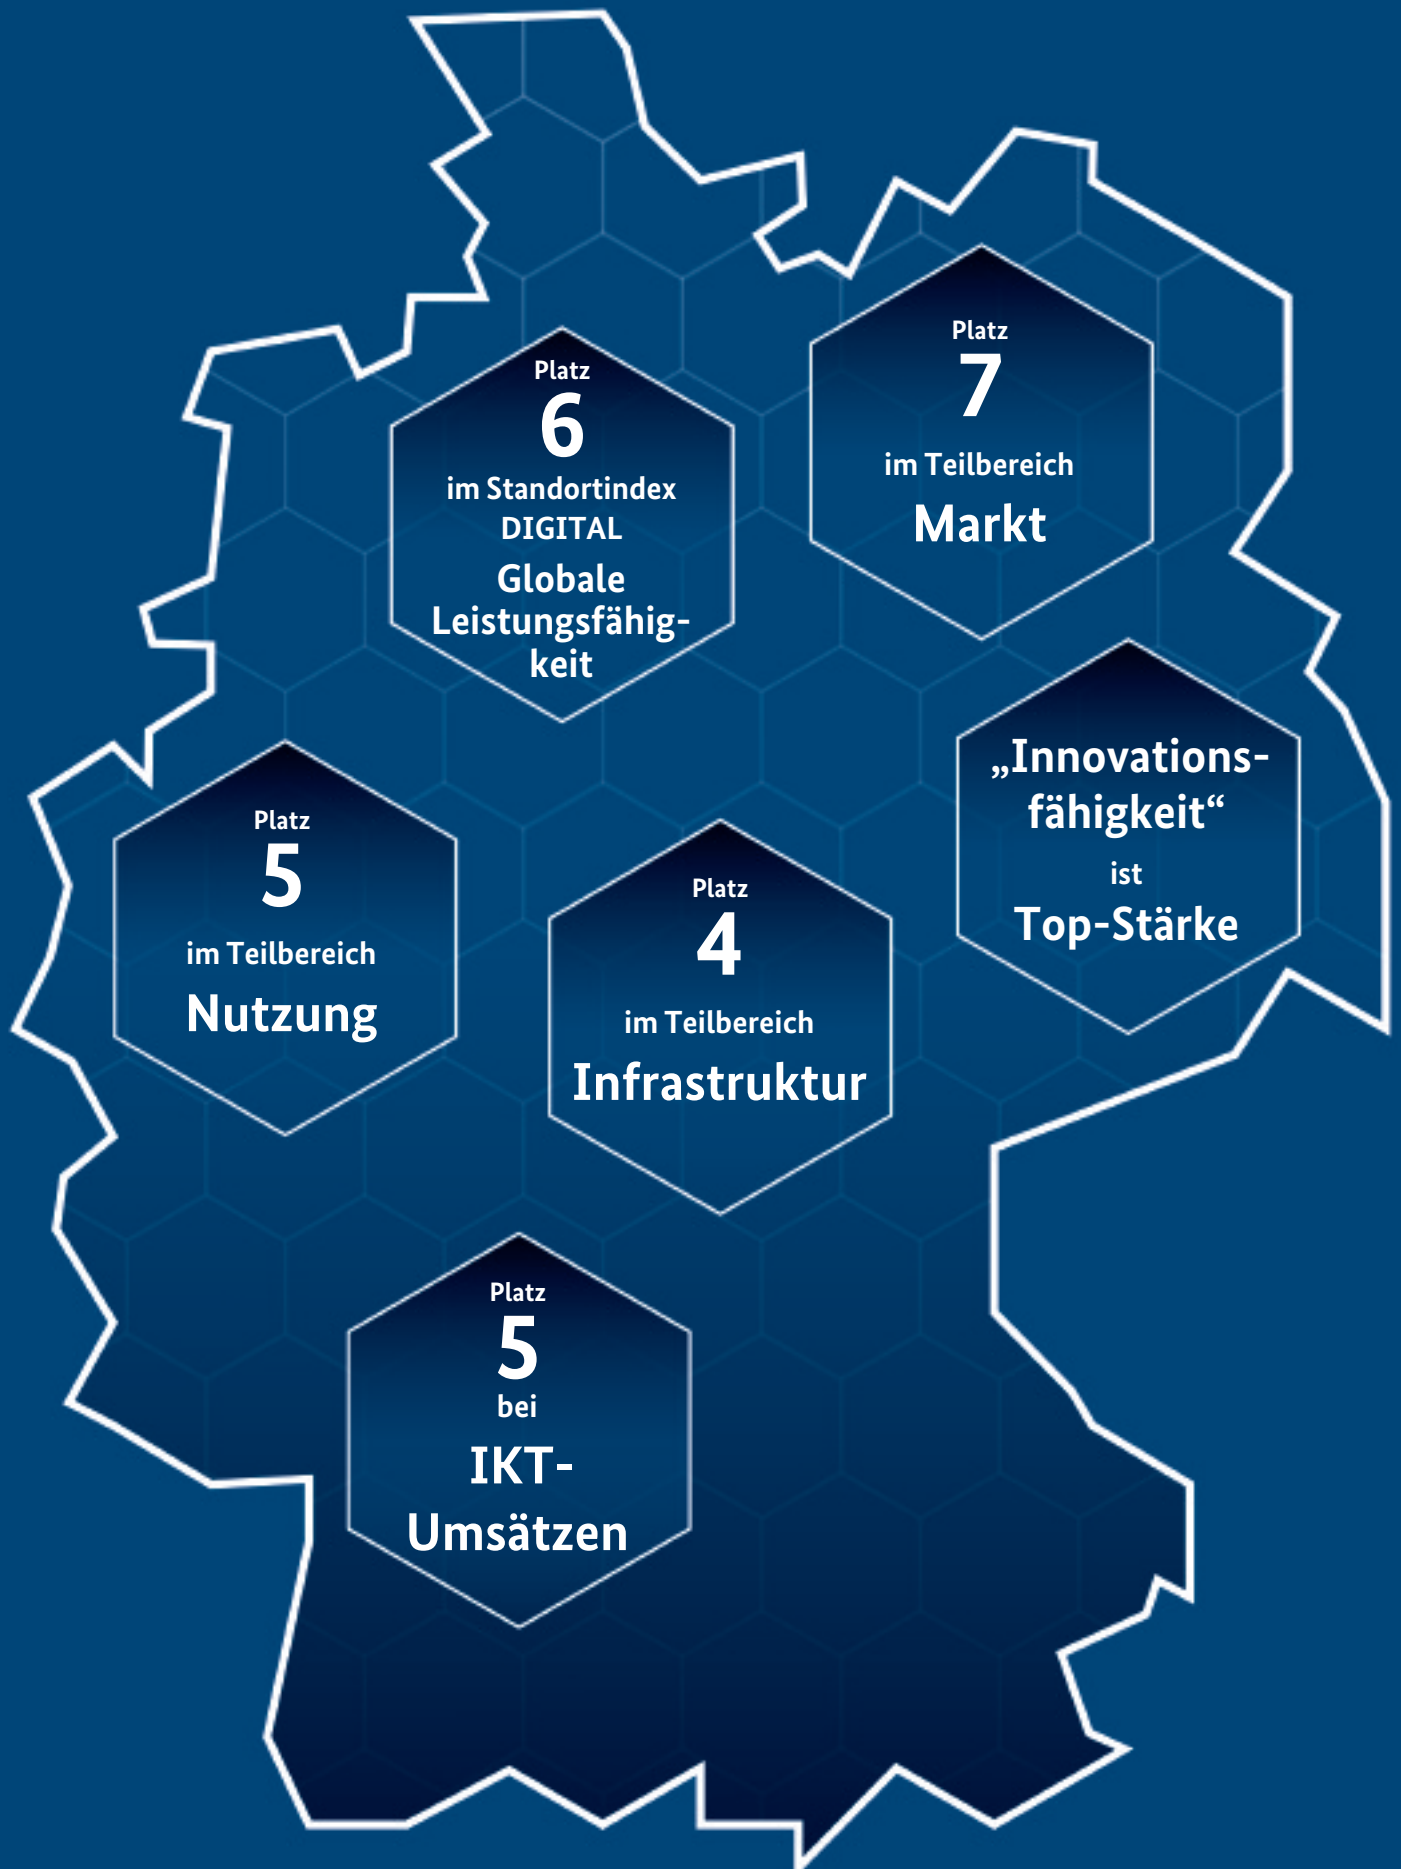 Platz
6
im Standortindex
DIGITAL
Globale
Leistungsfähig-
keit
Platz
7
im Teilbereich
Markt
„Innovations-
fähigkeit“
ist
Top-Stärke
Platz
5
im Teilbereich
Nutzung
Platz
4
im Teilbereich
Infrastruktur
Platz
5
bei
IKT-
Umsätzen